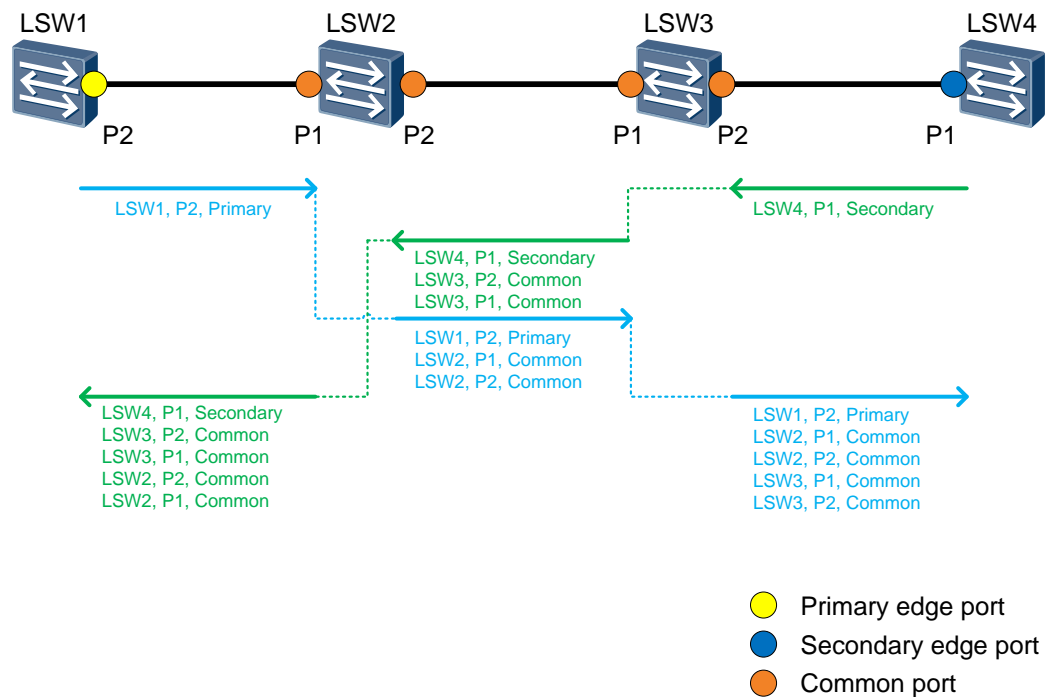 LSW1
LSW2
LSW3
LSW4
P2
P1
P2
P1
P2
P1
LSW1, P2, Primary
LSW4, P1, Secondary
LSW4, P1, Secondary
LSW3, P2, Common
LSW3, P1, Common
LSW1, P2, Primary
LSW2, P1, Common
LSW2, P2, Common
LSW4, P1, Secondary
LSW3, P2, Common
LSW3, P1, Common
LSW2, P2, Common
LSW2, P1, Common
LSW1, P2, Primary
LSW2, P1, Common
LSW2, P2, Common
LSW3, P1, Common
LSW3, P2, Common
Primary edge port
Secondary edge port
Common port